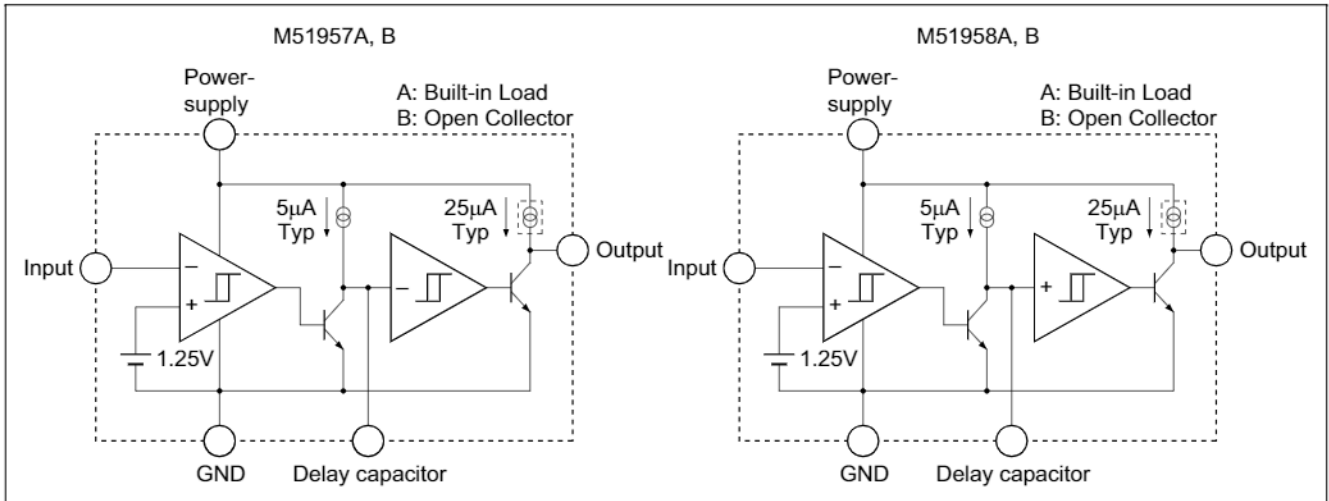 M51957A, B
Power-
supply
A: Built-in Load
B: Open Collector
5μA
Typ
25μA
Typ
Input
−
+
−
Output
1.25V
GND
Delay capacitor
M51958A, B
Power-
supply
A: Built-in Load
B: Open Collector
5μA
Typ
25μA
Typ
Input
−
+
+
Output
1.25V
GND
Delay capacitor